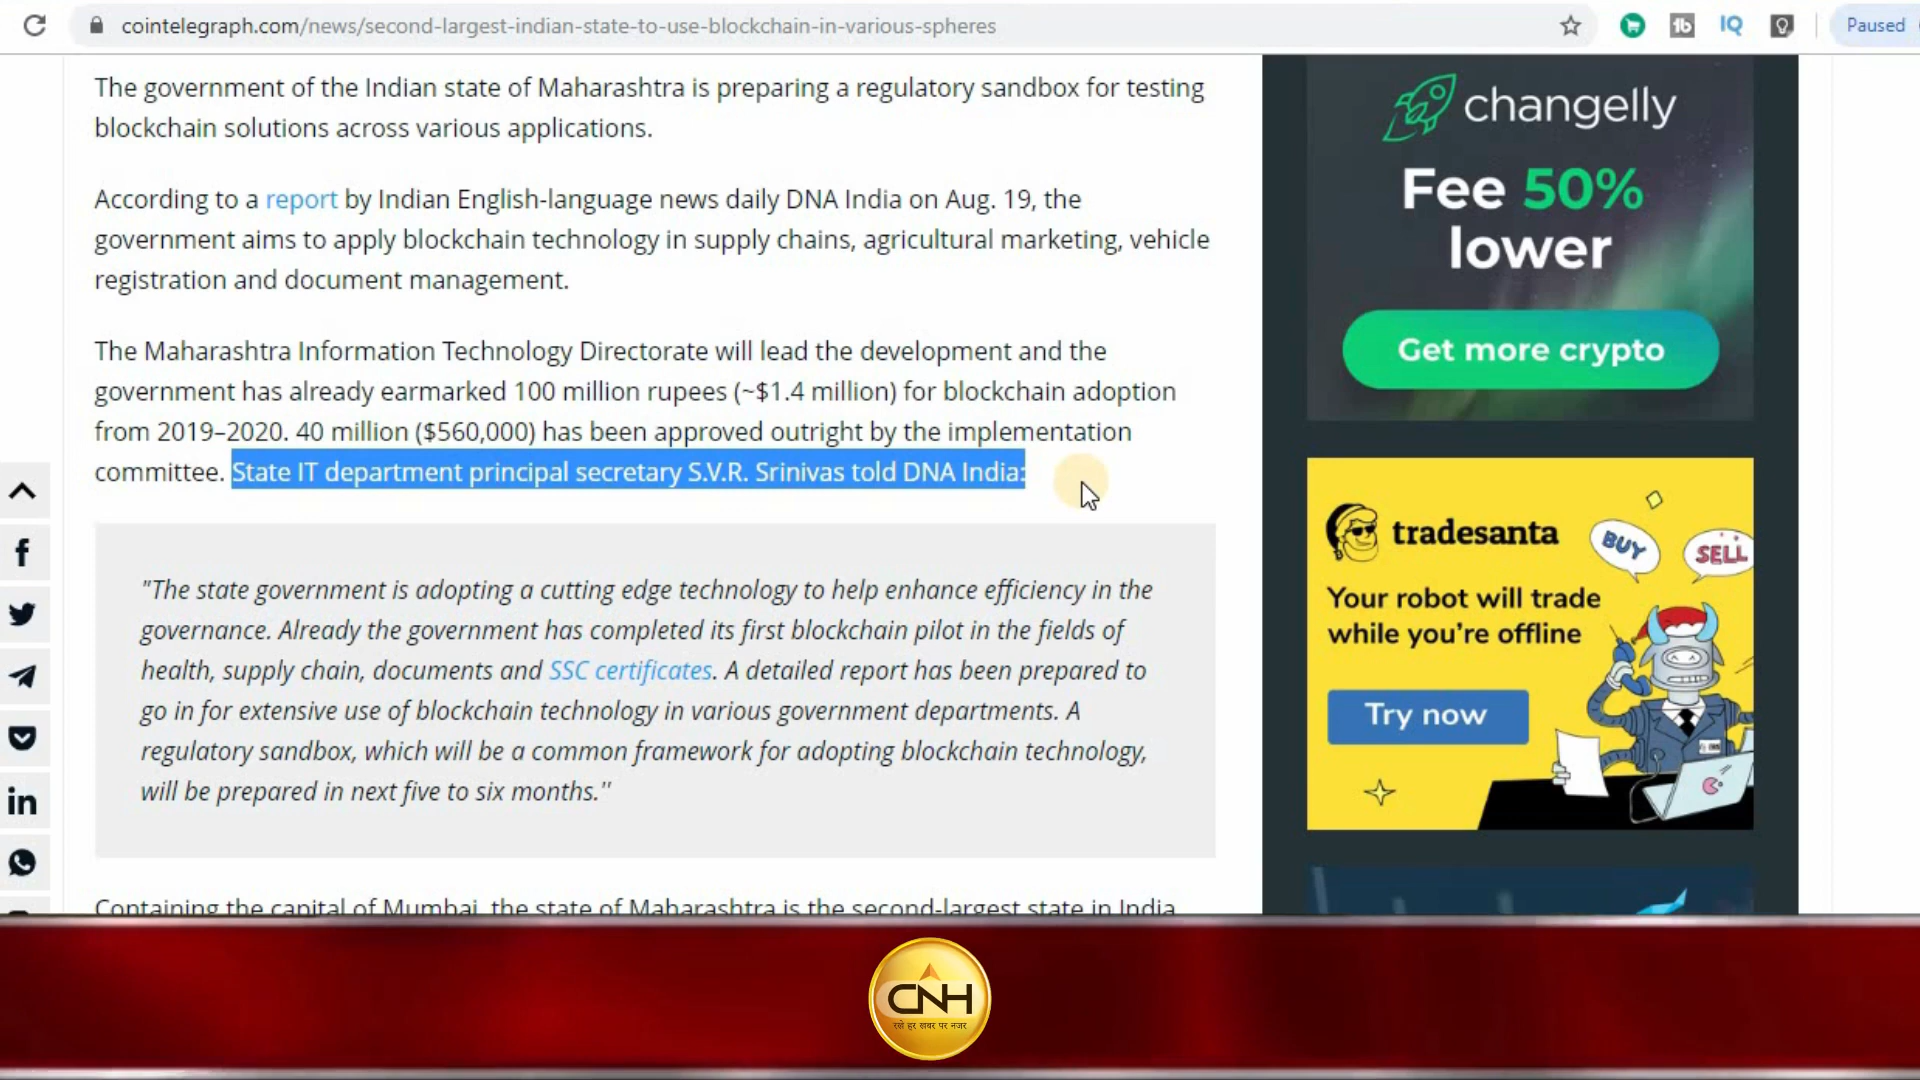 cointelegraph.com/news/second-largest-indian-state-to-use-blockchain-in-various-spheres
Paused
The government of the Indian state of Maharashtra is preparing a regulatory sandbox for testing
blockchain solutions across various applications.
According to a report by Indian English-language news daily DNA India on Aug. 19, the
government aims to apply blockchain technology in supply chains, agricultural marketing, vehicle
registration and document management.
The Maharashtra Information Technology Directorate will lead the development and the
government has already earmarked 100 million rupees (~$1.4 million) for blockchain adoption
from 2019–2020. 40 million ($560,000) has been approved outright by the implementation
committee. State IT department principal secretary S.V.R. Srinivas told DNA India:
"The state government is adopting a cutting edge technology to help enhance efficiency in the
governance. Already the government has completed its first blockchain pilot in the fields of
health, supply chain, documents and SSC certificates. A detailed report has been prepared to
go in for extensive use of blockchain technology in various government departments. A
regulatory sandbox, which will be a common framework for adopting blockchain technology,
will be prepared in next five to six months."
Containing the capital of Mumbai, the state of Maharashtra is the second-largest state in India
changelly
Fee 50%
lower
Get more crypto
tradesanta
BUY
SELL
Your robot will trade
while you're offline
Try now
CNH
रखे हर खबर पर नजर